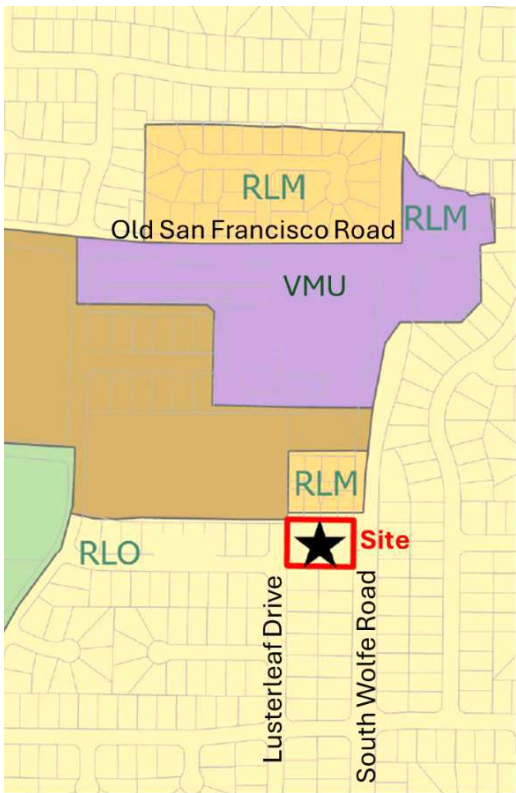 RLM
Old San Francisco Road
RLM
VMU
RLM
Site
RLO
Lusterleaf Drive
South Wolfe Road